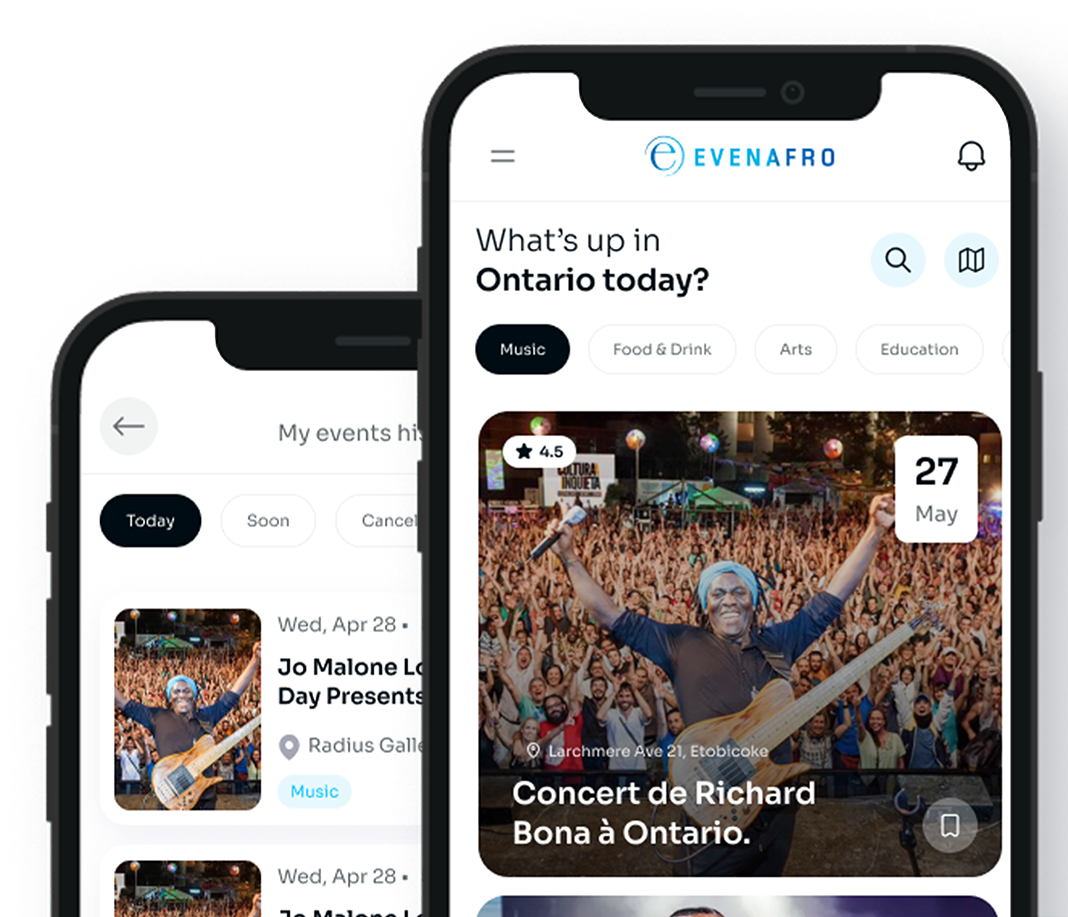 EVENAFRO
What's up in
Ontario today?
Music
Food & Drink
Arts
Education
4.5
CULTURA
INQUIETA
27
May
Larchmere Ave 21, Etobicoke
Concert de Richard
Bona à Ontario.
My events his
Today
Soon
Cancel
Wed, Apr 28 •
Jo Malone Lo
Day Presents
Radius Galle
Music
Wed, Apr 28 •
Jo Malone Lo